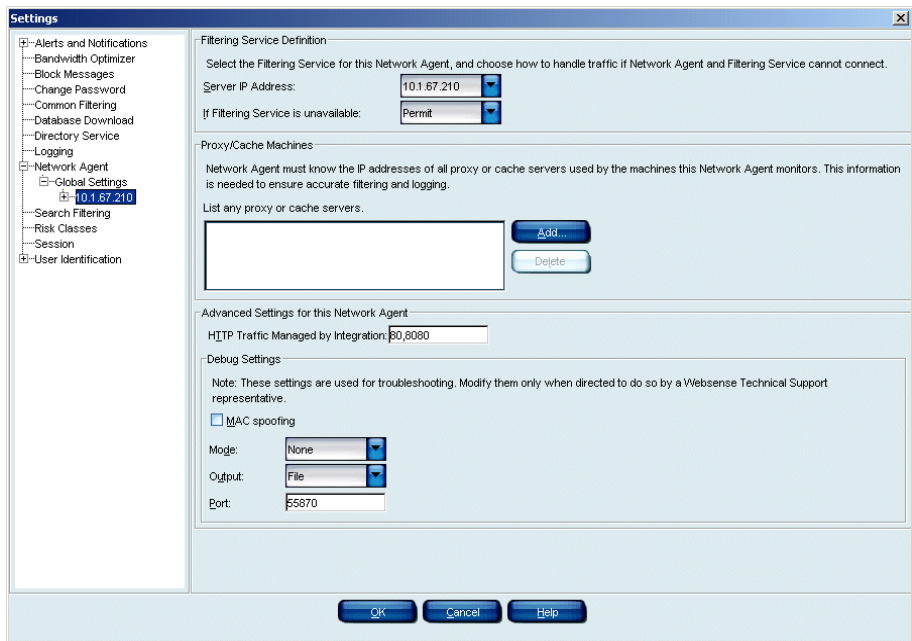 Settings
Alerts and Notifications
Bandwidth Optimizer
Block Messages
Change Password
Common Filtering
Database Download
Directory Service
Logging
Network Agent
Global Settings
10.1.67.210
Search Filtering
Risk Classes
Session
User Identification
Filtering Service Definition
Select the Filtering Service for this Network Agent, and choose how to handle traffic if Network Agent and Filtering Service cannot connect.
Server IP Address: 10.1.67.210
If Filtering Service is unavailable: Permit
Proxy/Cache Machines
Network Agent must know the IP addresses of all proxy or cache servers used by the machines this Network Agent monitors. This information
is needed to ensure accurate filtering and logging.
List any proxy or cache servers.
Add...
Delete
Advanced Settings for this Network Agent
HTTP Traffic Managed by Integration: 80,8080
Debug Settings
Note: These settings are used for troubleshooting. Modify them only when directed to do so by a Websense Technical Support
representative.
MAC spoofing
Mode: None
Output: File
Port: 55870
OK Cancel Help